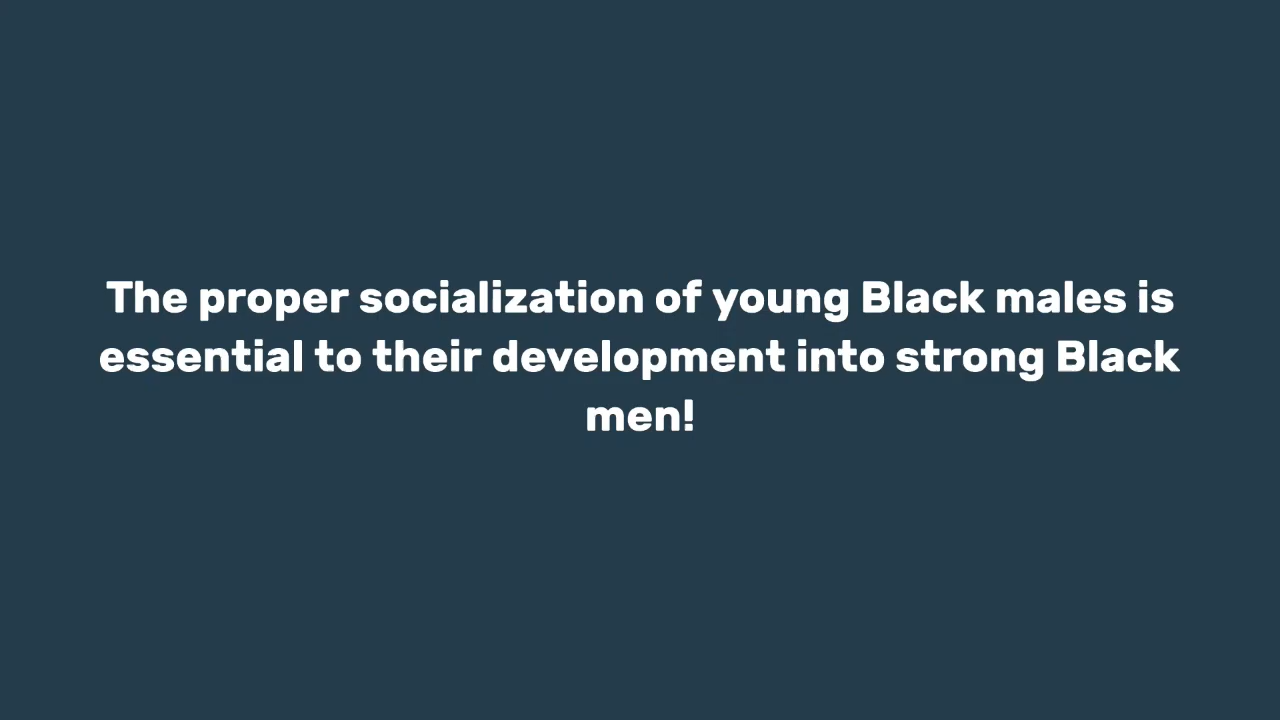 The proper socialization of young Black males is
essential to their development into strong Black
men!